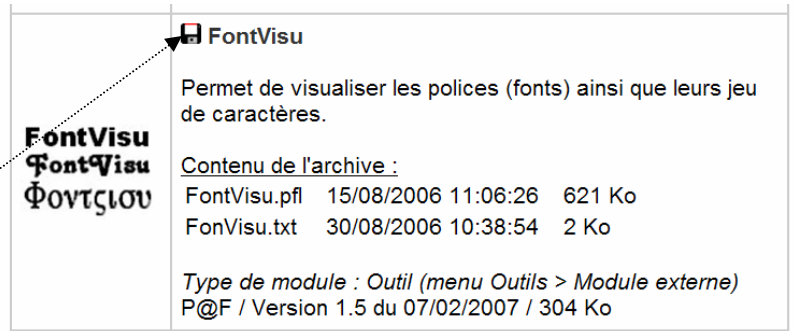 FontVisu
FontVisu
Φοντςιου
FontVisu
Permet de visualiser les polices (fonts) ainsi que leurs jeu
de caractères.
Contenu de l'archive :
FontVisu.pfl 15/08/2006 11:06:26 621 Ko
FonVisu.txt 30/08/2006 10:38:54 2 Ko
Type de module : Outil (menu Outils > Module externe)
P@F / Version 1.5 du 07/02/2007 / 304 Ko